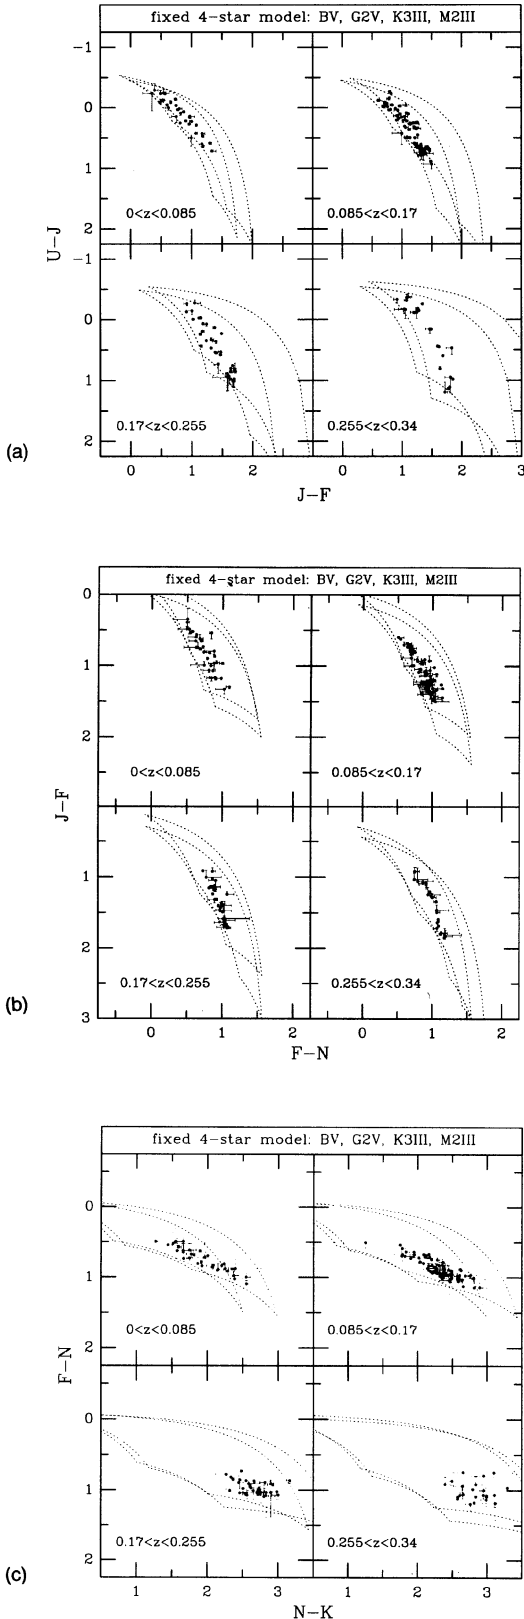 fixed 4-star model: BV, G2V, K3III, M2III
-1
0
1
2
0<z<0.085
0.085<z<0.17
U-J
-1
0
1
2
0.17<z<0.255
0.255<z<0.34
(a)
0 1 2 0 1 2 3
J-F
fixed 4-star model: BV, G2V, K3III, M2III
0
1
2
0<z<0.085
0.085<z<0.17
J-F
1
2
3
0.17<z<0.255
0.255<z<0.34
(b)
0 1 2 0 1 2
F-N
fixed 4-star model: BV, G2V, K3III, M2III
0
1
2
0<z<0.085
0.085<z<0.17
F-N
0
1
2
0.17<z<0.255
0.255<z<0.34
(c)
1 2 3 1 2 3
N-K